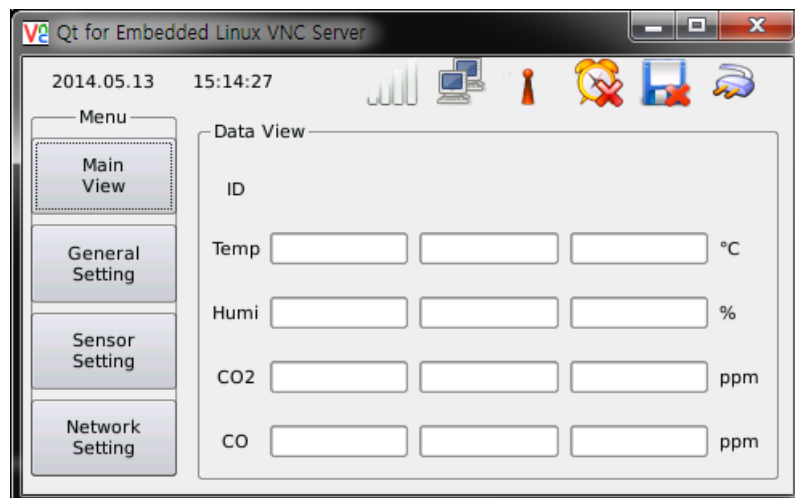 Qt for Embedded Linux VNC Server
2014.05.13 15:14:27
Menu
Main
View
General
Setting
Sensor
Setting
Network
Setting
Data View
ID
Temp °C
Humi %
CO2 ppm
CO ppm